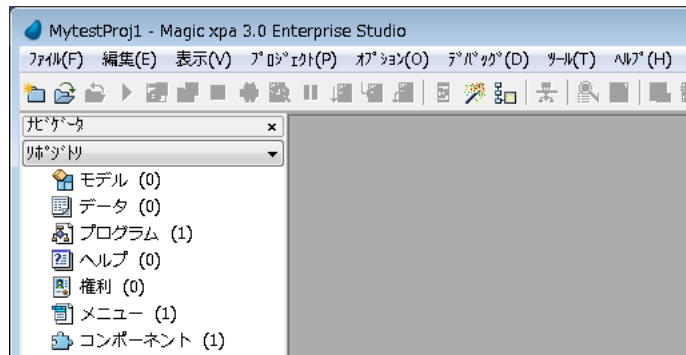 MytestProj1 - Magic xpa 3.0 Enterprise Studio
ﾌｧｲﾙ(F) 編集(E) 表示(V) ﾌﾟﾛｼﾞｪｸﾄ(P) ｵﾌﾟｼｮﾝ(O) ﾃﾞﾊﾞｯｸﾞ(D) ﾂｰﾙ(T) ﾍﾙﾌﾟ(H)
ﾅﾋﾞｹﾞｰﾀ
ﾘﾎﾟｼﾞﾄﾘ
モデル (0)
データ (0)
プログラム (1)
ヘルプ (0)
権利 (0)
メニュー (1)
コンポーネント (1)